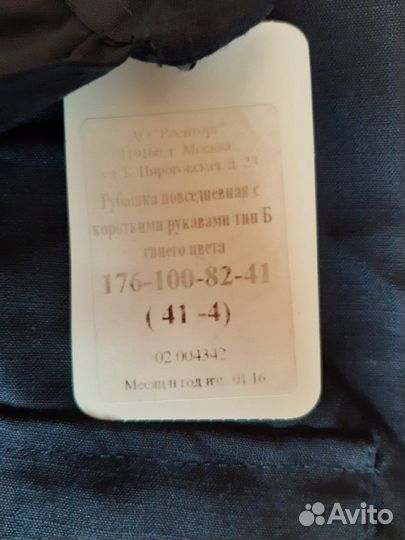 АО "Военторг"
119160, г. Москва
ул. Б. Пироговская, д. 23
Рубашка повседневная с
короткими рукавами тип Б
синего цвета
176-100-82-41
( 41 -4)
02 004342
Месяц и год изг. 01 16
Avito